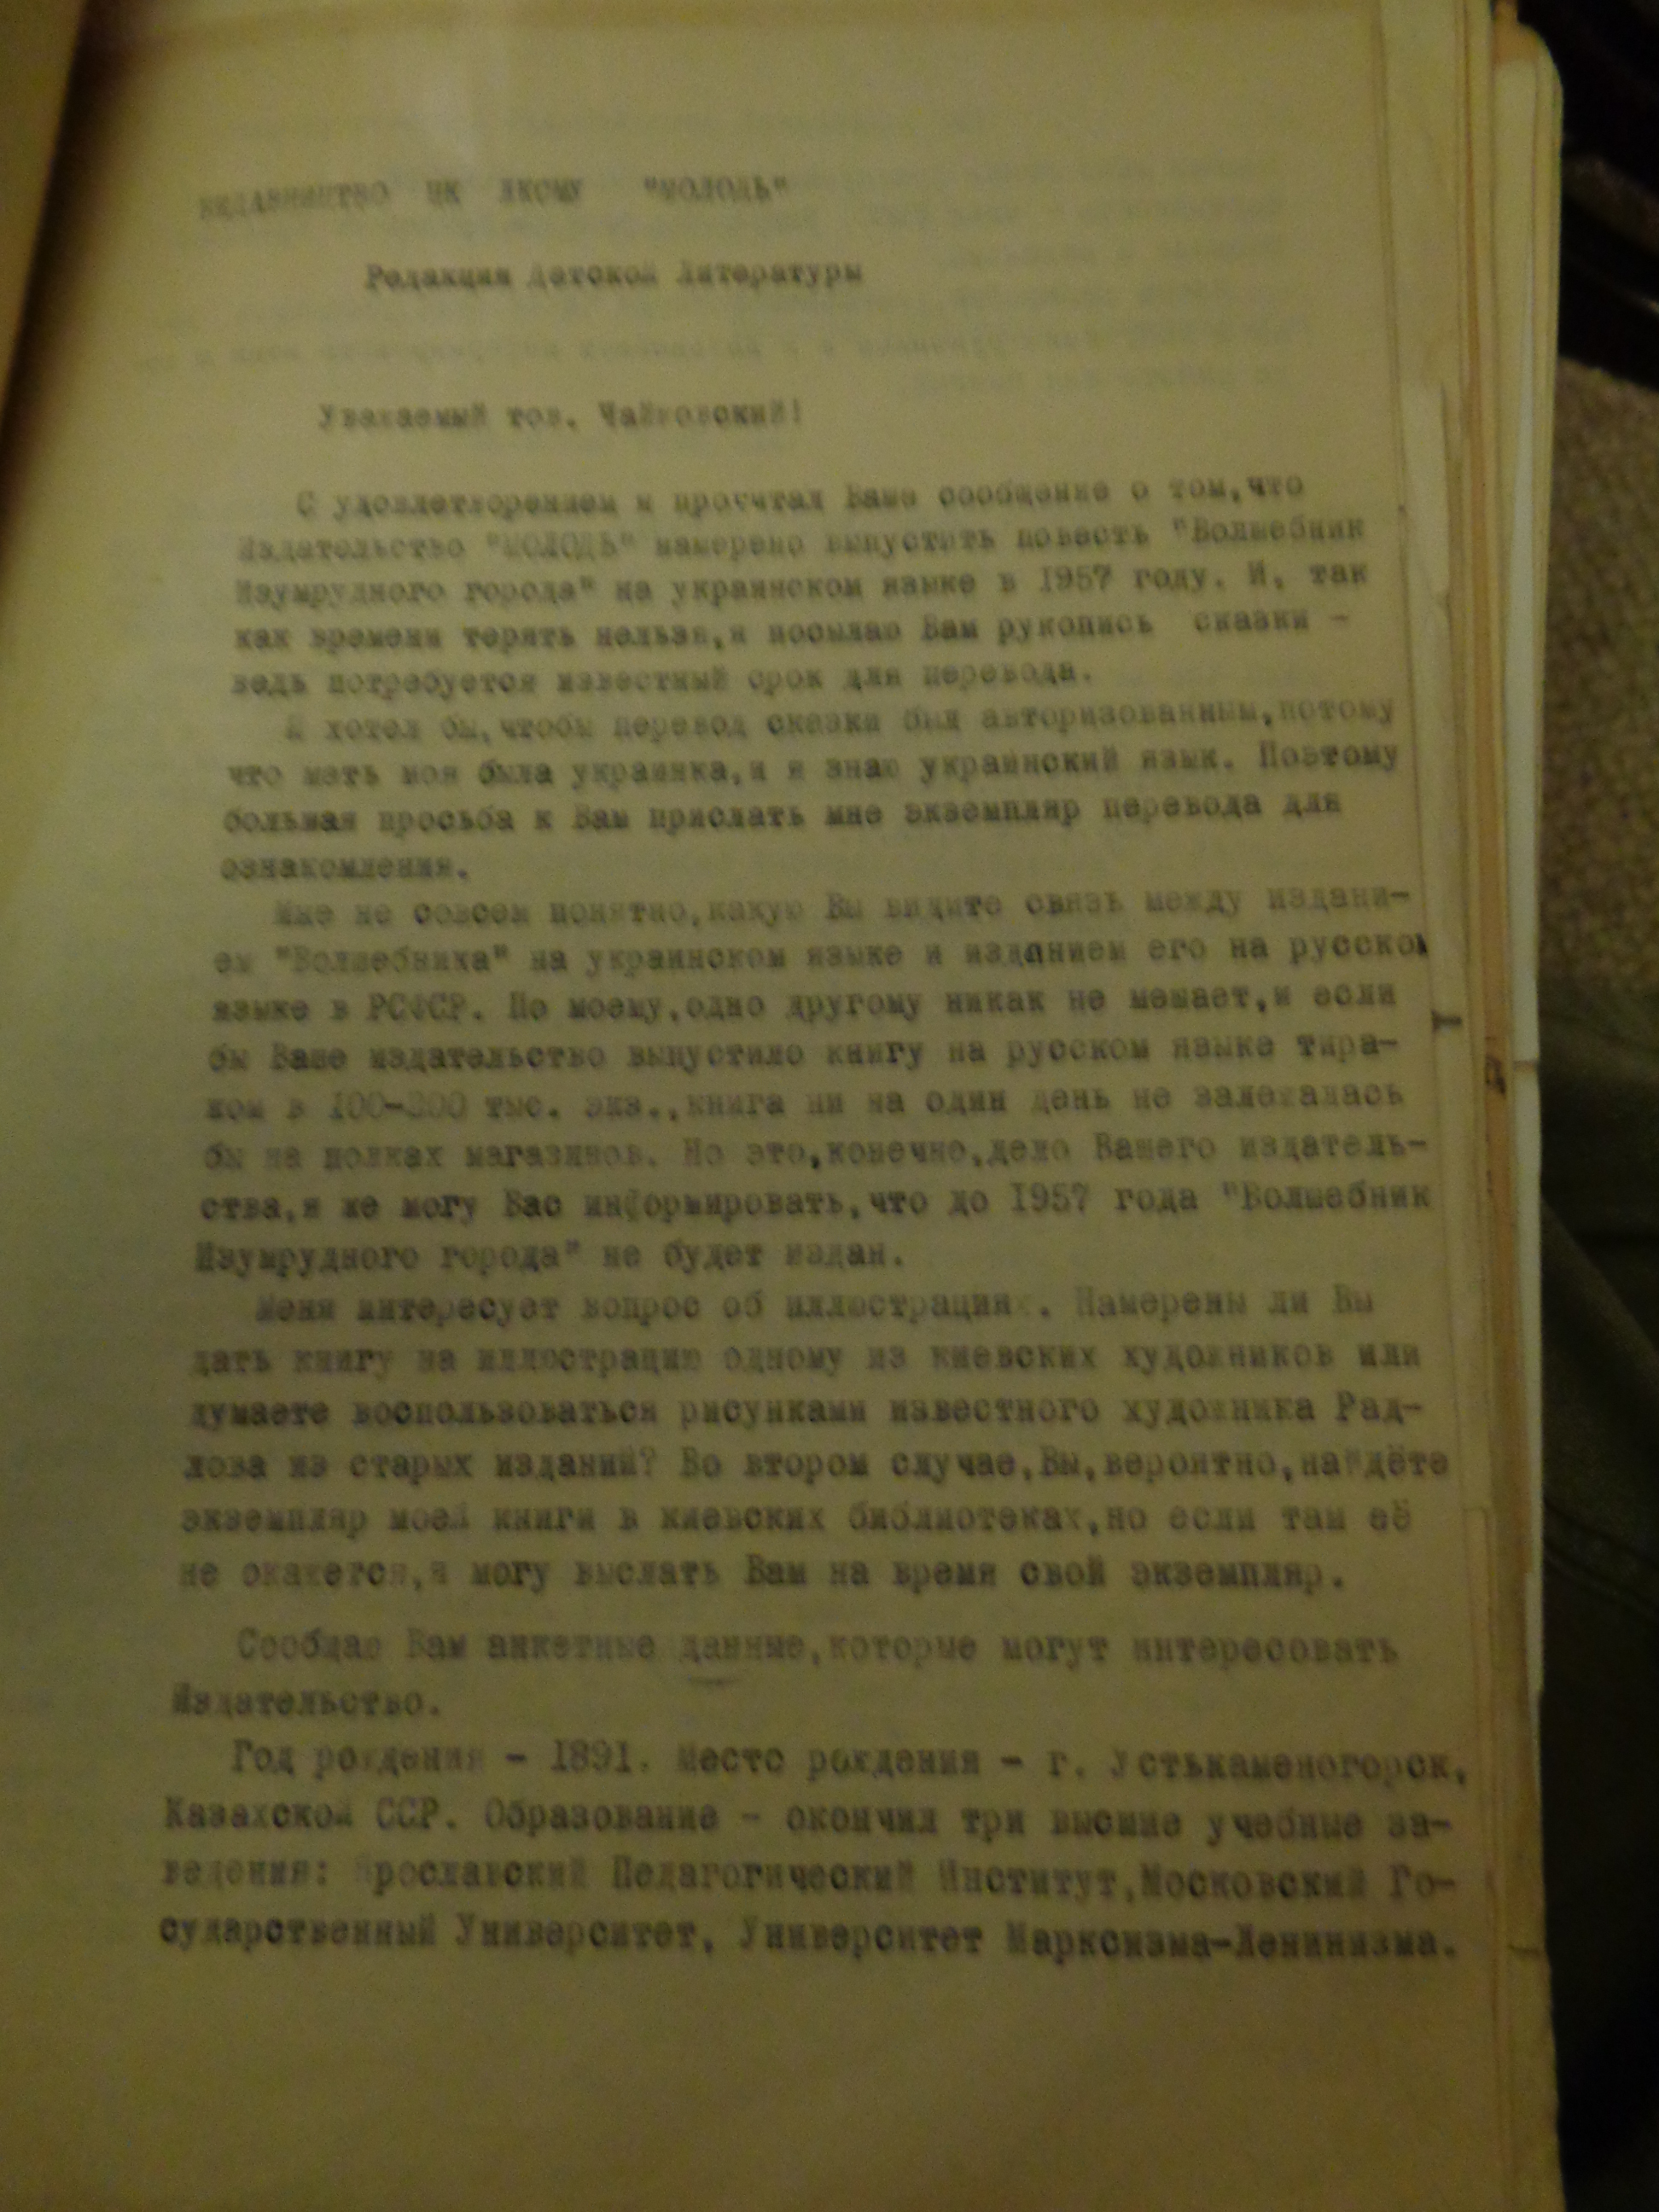 ВИДАВНИЦТВО ЦК ЛКСМУ "МОЛОДЬ"
Редакция Детской Литературы
Уважаемый тов. Чайковский!
С удовлетворением я прочитал Ваше сообщение о том,что
Издательство "МОЛОДЬ" намерено выпустить повесть "Волшебник
Изумрудного города" на украинском языке в 1957 году. И, так
как времени терять нельзя,я посылаю Вам рукопись сказки -
ведь потребуется известный срок для перевода.
Я хотел бы,чтобы перевод сказки был авторизованным,потому
что мать моя была украинка,и я знаю украинский язык. Поэтому
большая просьба к Вам прислать мне экземпляр перевода для
ознакомления.
Мне не совсем понятно,какую Вы видите связь между издани-
ем "Волшебника" на украинском языке и изданием его на русском
языке в РСФСР. По моему,одно другому никак не мешает,и если
бы Ваше издательство выпустило книгу на русском языке тира-
жом в 100-200 тыс. экз.,книга ни на один день не залежалась
бы на полках магазинов. Но это,конечно,дело Вашего издатель-
ства,я же могу Вас информировать,что до 1957 года "Волшебник
Изумрудного города" не будет издан.
Меня интересует вопрос об иллюстрациях. Намерены ли Вы
дать книгу на иллюстрацию одному из киевских художников или
думаете воспользоваться рисунками известного художника Рад-
лова из старых изданий? Во втором случае,Вы,вероятно,найдёте
экземпляр моей книги в киевских библиотеках,но если там её
не окажется,я могу выслать Вам на время свой экземпляр.
Сообщаю Вам анкетные данные,которые могут интересовать
Издательство.
Год рождения - 1891. Место рождения - г. Устькаменогорск,
Казахской ССР. Образование - окончил три высшие учебные за-
ведения: Ярославский Педагогический Институт,Московский Го-
сударственный Университет, Университет Марксизма-Ленинизма.